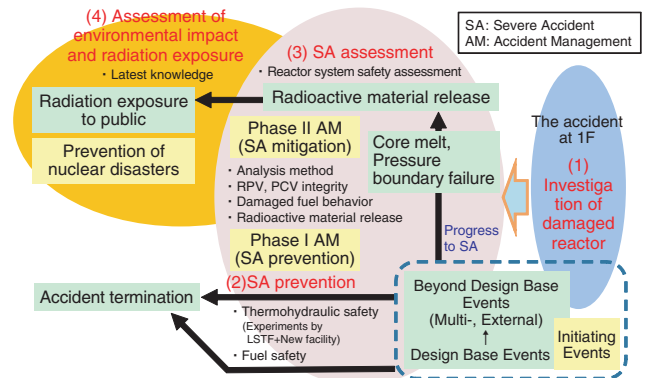 (4) Assessment of
environmental impact
and radiation exposure
・Latest knowledge
Radiation exposure
to public
Prevention of
nuclear disasters
(3) SA assessment
・Reactor system safety assessment
Radioactive material release
Phase II AM
(SA mitigation)
・Analysis method
・RPV, PCV integrity
・Damaged fuel behavior
・Radioactive material release
Phase I AM
(SA prevention)
Core melt,
Pressure
boundary failure
Progress
to SA
SA: Severe Accident
AM: Accident Management
The accident
at 1F
(1)
Investiga
tion of
damaged
reactor
(2)SA prevention
Accident termination
・Thermohydraulic safety
(Experiments by
LSTF+New facility)
・Fuel safety
Beyond Design Base
Events
(Multi-, External)
↑
Design Base Events
Initiating
Events